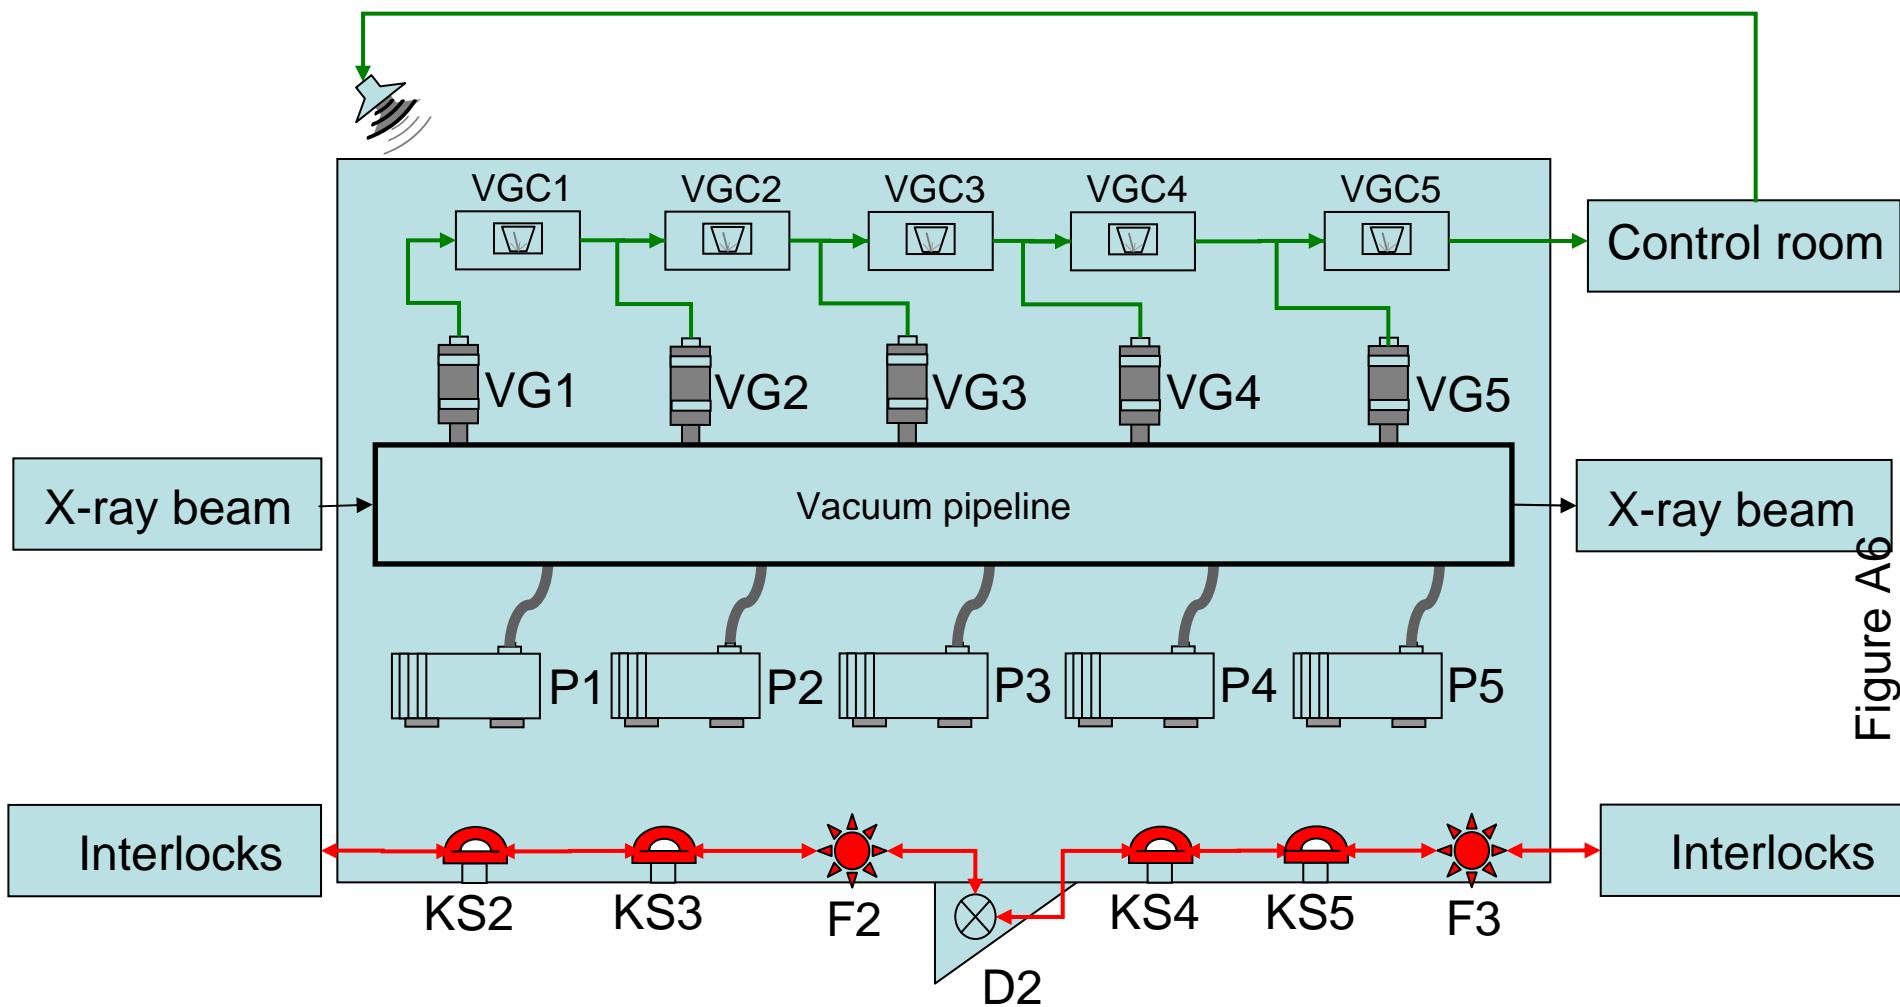 VGC1 VGC2 VGC3 VGC4 VGC5
Control room
VG1 VG2 VG3 VG4 VG5
X-ray beam
Vacuum pipeline
X-ray beam
P1 P2 P3 P4 P5
Figure A6
Interlocks
Interlocks
KS2 KS3 F2 KS4 KS5 F3
D2